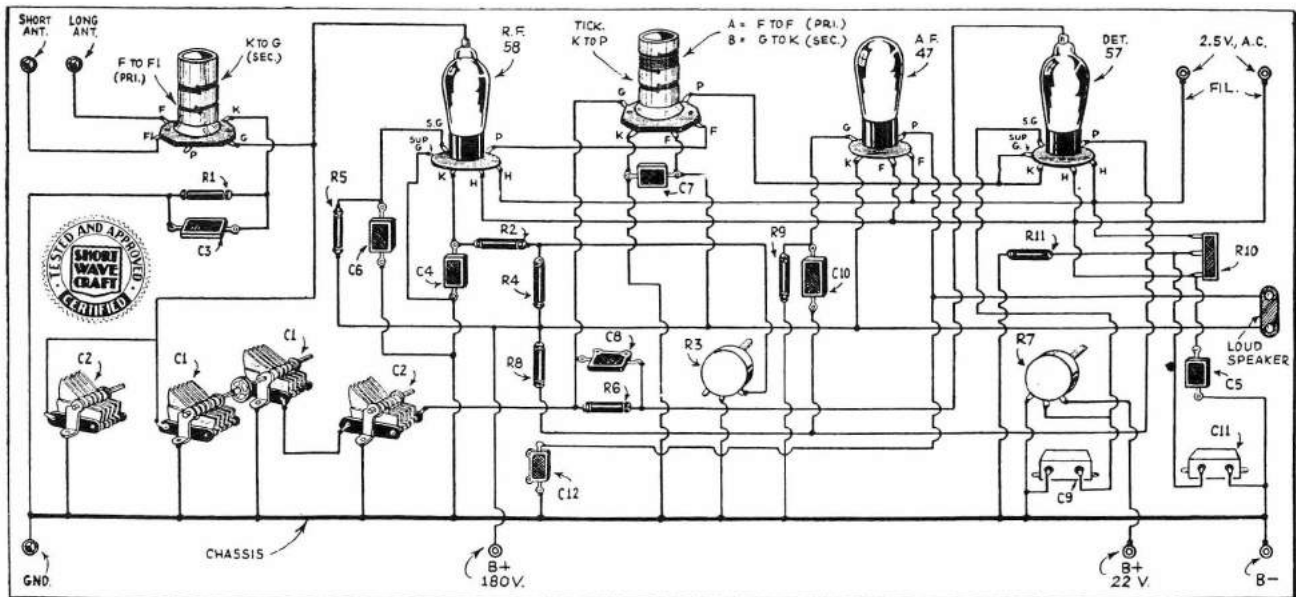 SHORT
ANT.
LONG
ANT.
K TO G
(SEC.)
F TO F1
(PRI.)
F
K
F1
G
P
R1
C3
R.F.
58
S.G
SUP
G.
P
K
H
H
R5
C6
R2
C4
R4
R8
TICK.
K TO P
A = F TO F (PRI.)
B = G TO K (SEC.)
G
P
K
F
F
C7
A.F.
47
G
P
K
F
F
R9
C10
DET.
57
S.G
SUP
G.
P
K
H
H
2.5 V., A.C.
FIL.
R11
R10
LOUD
SPEAKER
C5
C11
TESTED AND APPROVED
SHORT
WAVE
CRAFT
CERTIFIED
C2
C1
C1
C2
C8
R6
R3
R7
C9
C12
CHASSIS
GND.
B+
180V.
B+
22 V.
B-